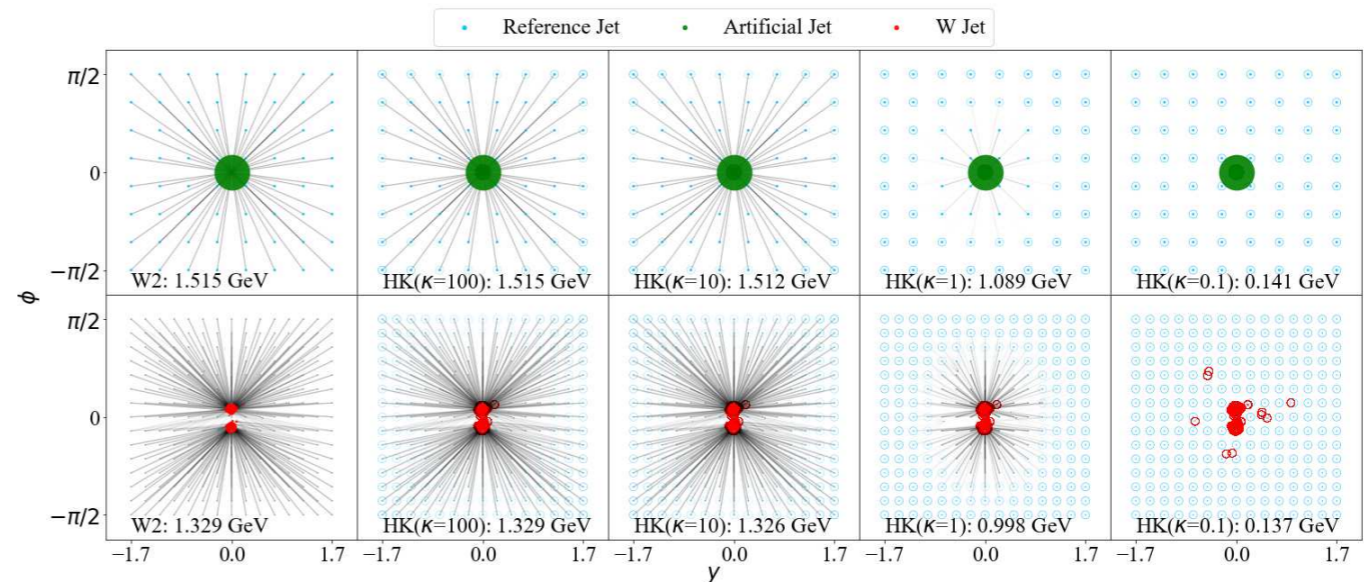 Reference Jet Artificial Jet W Jet
π/2
0
−π/2
W2: 1.515 GeV HK(κ=100): 1.515 GeV HK(κ=10): 1.512 GeV HK(κ=1): 1.089 GeV HK(κ=0.1): 0.141 GeV
ϕ
π/2
0
−π/2
W2: 1.329 GeV HK(κ=100): 1.329 GeV HK(κ=10): 1.326 GeV HK(κ=1): 0.998 GeV HK(κ=0.1): 0.137 GeV
−1.7 0.0 1.7 −1.7 0.0 1.7 −1.7 0.0 1.7 −1.7 0.0 1.7 −1.7 0.0 1.7
y